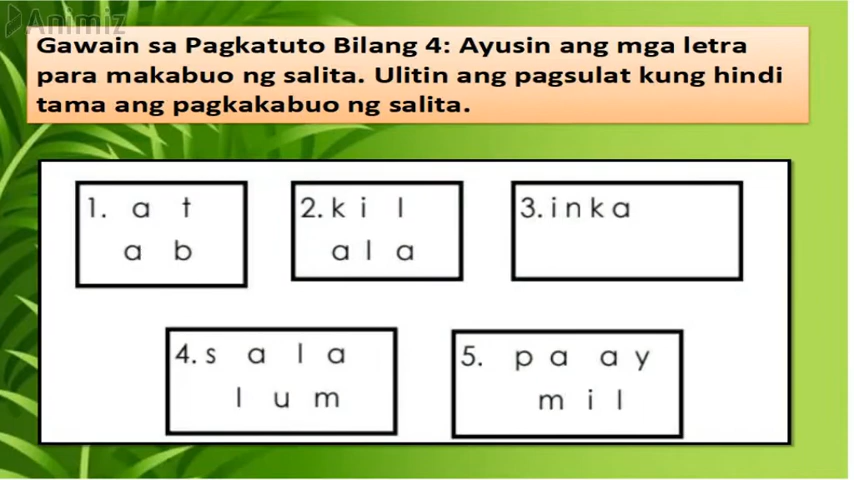 Animiz
Gawain sa Pagkatuto Bilang 4: Ayusin ang mga letra
para makabuo ng salita. Ulitin ang pagsulat kung hindi
tama ang pagkakabuo ng salita.
1. a t
a b
2. k i l
a l a
3. i n k a
4. s a l a
l u m
5. p a a y
m i l